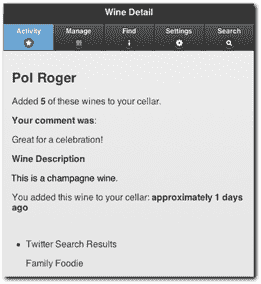 Wine Detail
Activity
Manage
Find
Settings
Search
Pol Roger
Added 5 of these wines to your cellar.
Your comment was:
Great for a celebration!
Wine Description
This is a champagne wine.
You added this wine to your cellar: approximately 1 days
ago
Twitter Search Results
Family Foodie